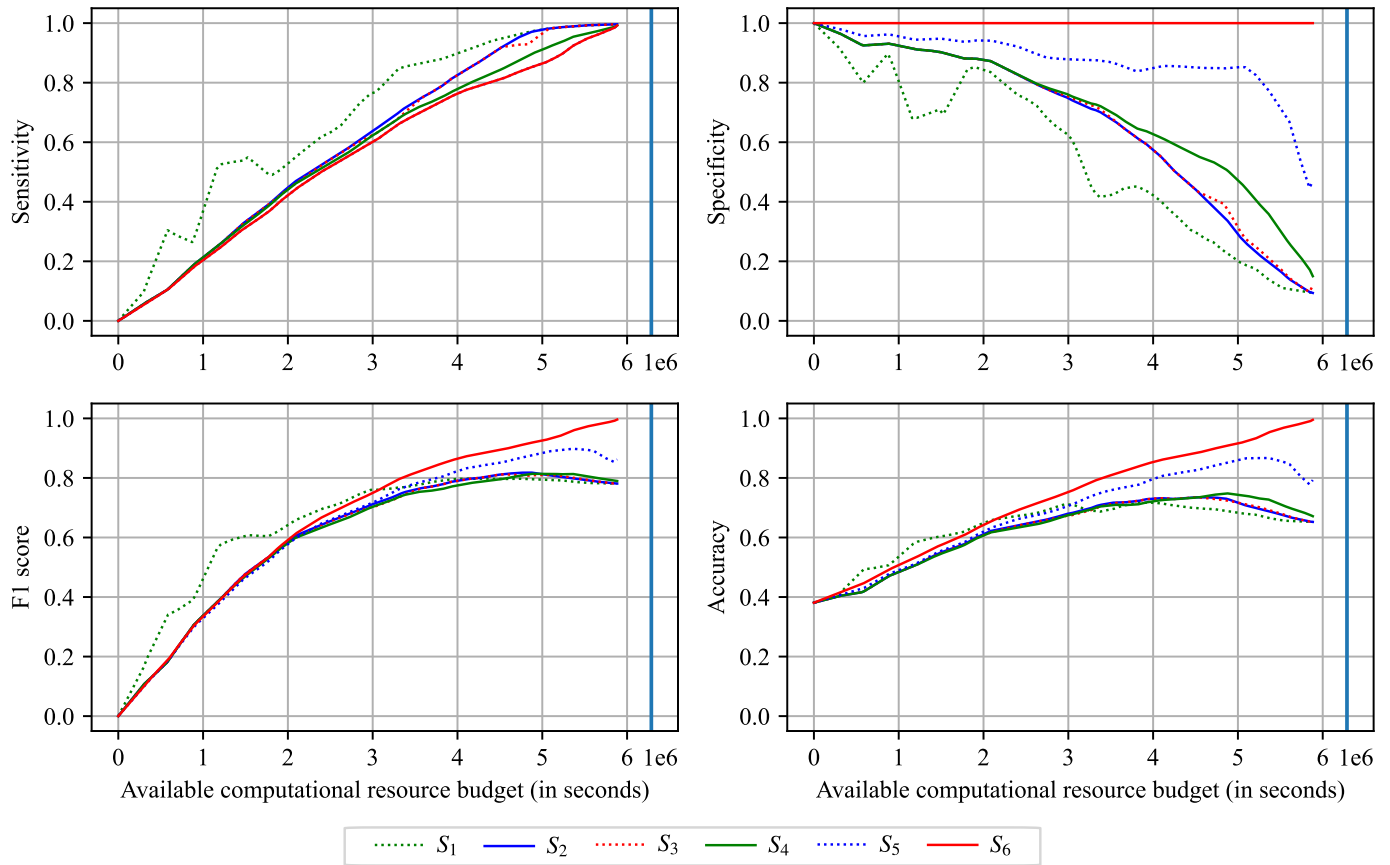 1.0
0.8
0.6
0.4
0.2
0.0
Sensitivity
0 1 2 3 4 5 6 1e6
1.0
0.8
0.6
0.4
0.2
0.0
Specificity
0 1 2 3 4 5 6 1e6
1.0
0.8
0.6
0.4
0.2
0.0
F1 score
0 1 2 3 4 5 6 1e6
Available computational resource budget (in seconds)
1.0
0.8
0.6
0.4
0.2
0.0
Accuracy
0 1 2 3 4 5 6 1e6
Available computational resource budget (in seconds)
S1 S2 S3 S4 S5 S6